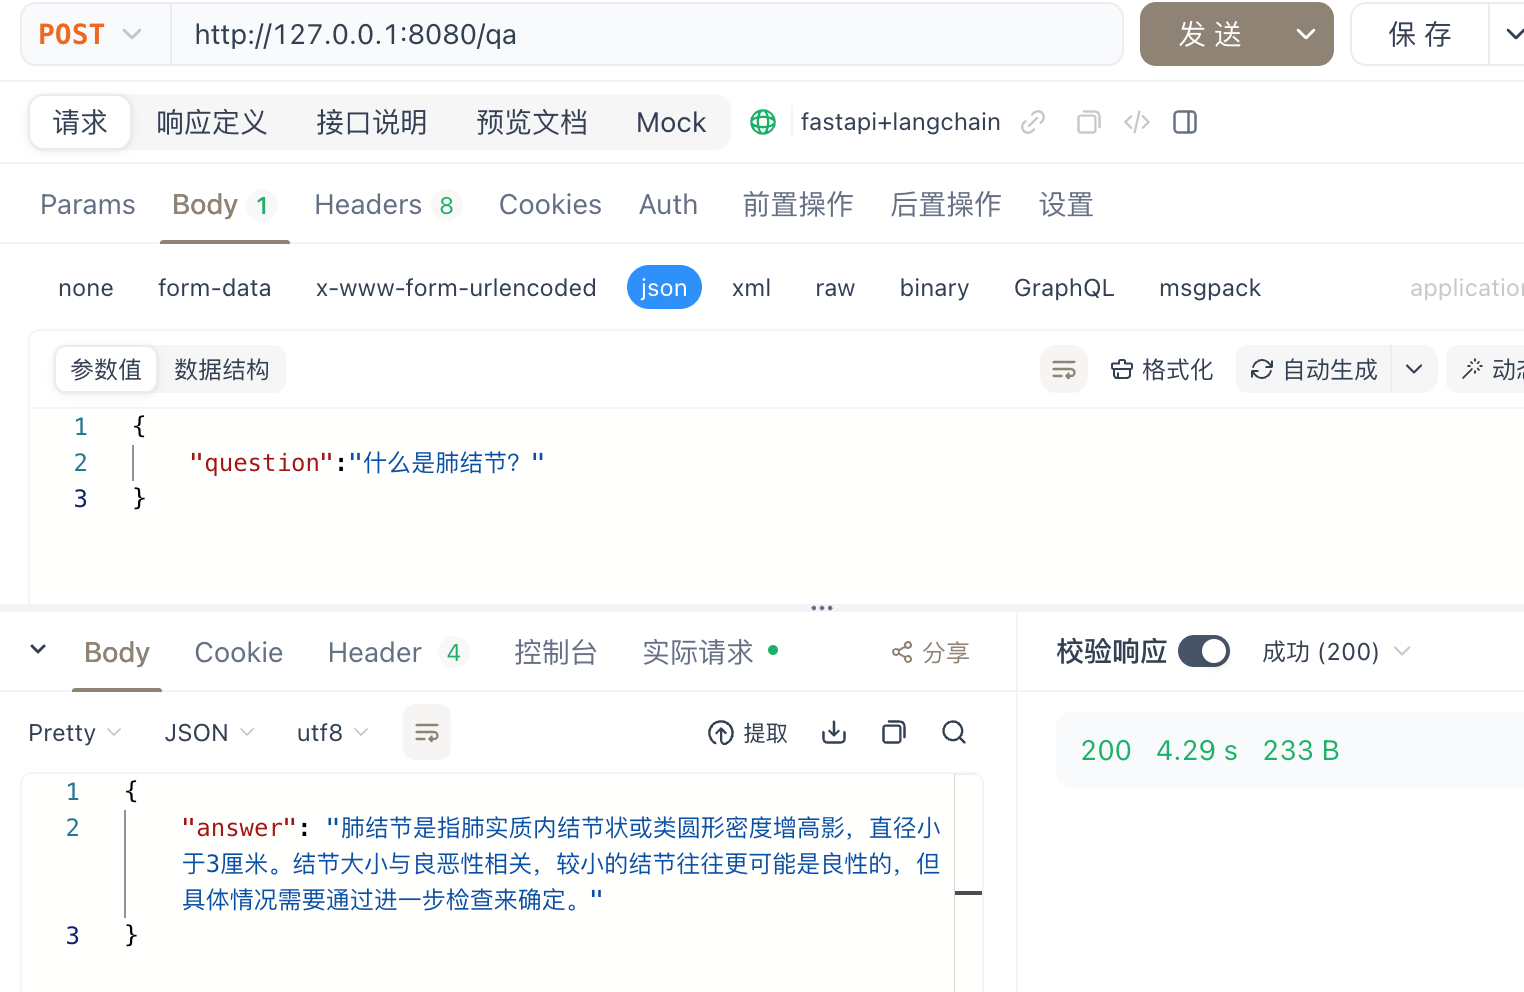 POST http://127.0.0.1:8080/qa 发 送 保 存
请求 响应定义 接口说明 预览文档 Mock fastapi+langchain
Params Body 1 Headers 8 Cookies Auth 前置操作 后置操作 设置
none form-data x-www-form-urlencoded json xml raw binary GraphQL msgpack application
参数值 数据结构 格式化 自动生成 动态
1 {
2 "question":"什么是肺结节？"
3 }
Body Cookie Header 4 控制台 实际请求 分享 校验响应 成功 (200)
Pretty JSON utf8 提取
200 4.29 s 233 B
1 {
2 "answer": "肺结节是指肺实质内结节状或类圆形密度增高影，直径小
于3厘米。结节大小与良恶性相关，较小的结节往往更可能是良性的，但
具体情况需要通过进一步检查来确定。"
3 }